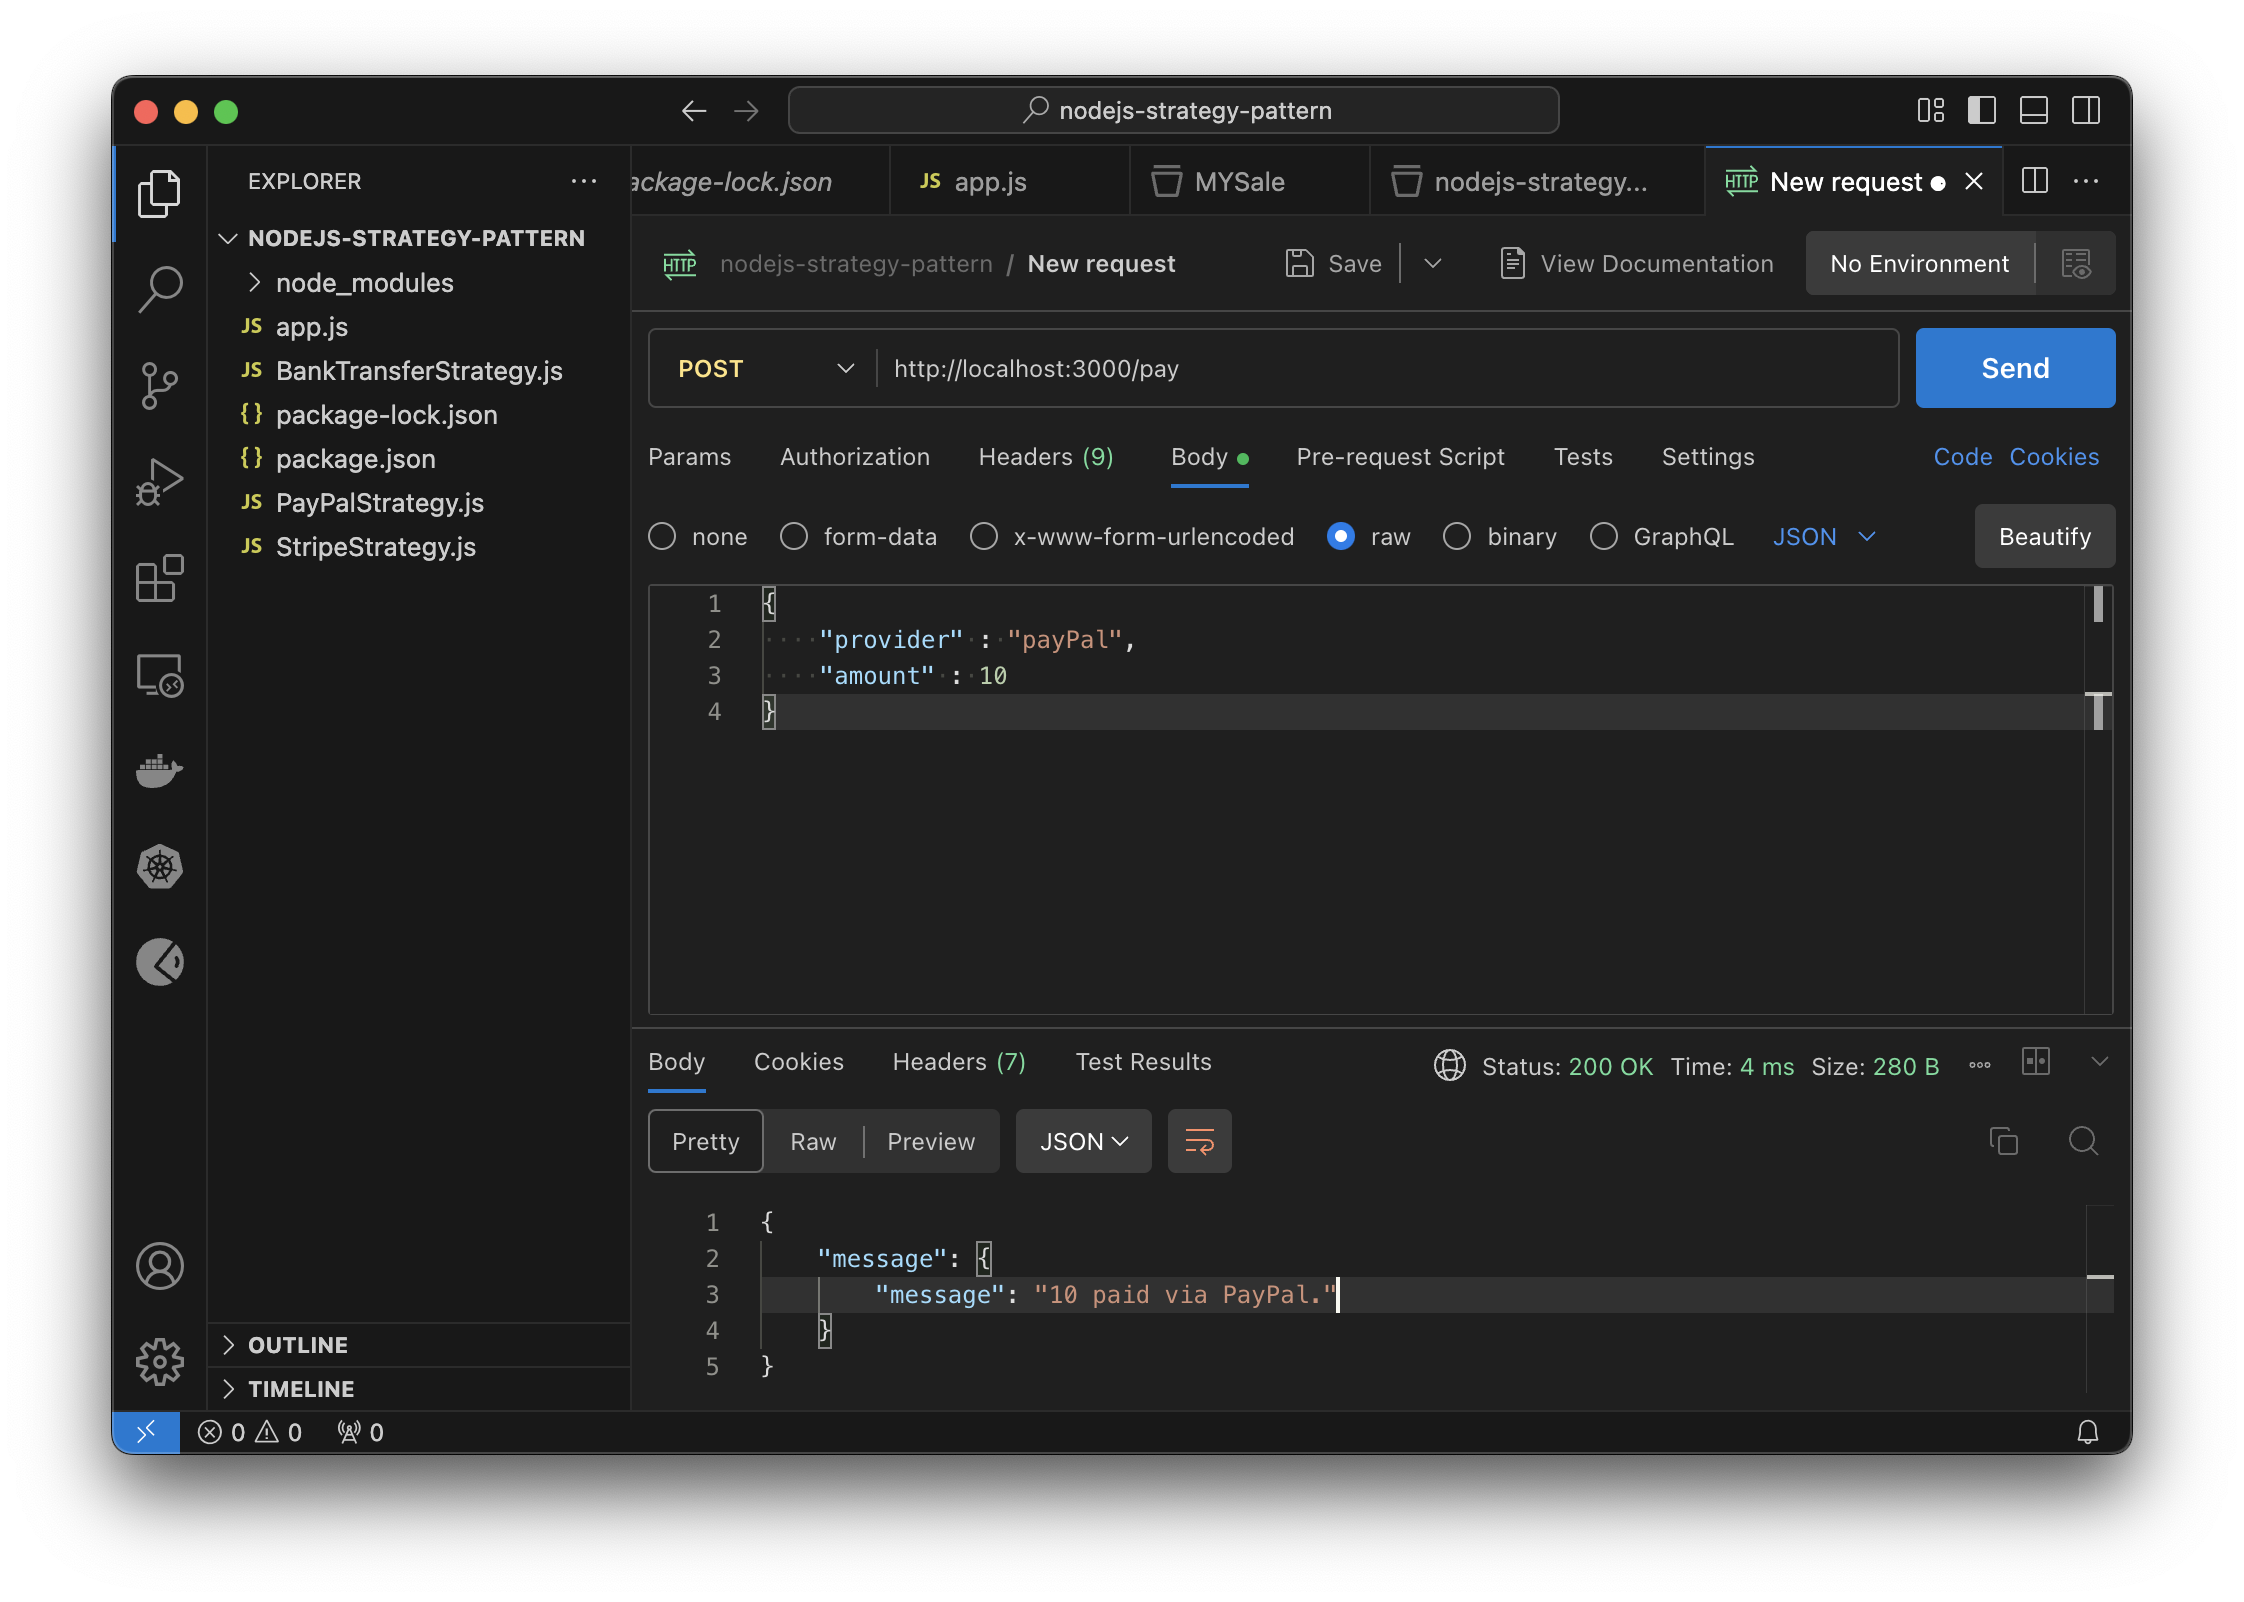 nodejs-strategy-pattern
EXPLORER
ackage-lock.json
JS app.js
MYSale
nodejs-strategy...
HTTP New request
NODEJS-STRATEGY-PATTERN
node_modules
JS app.js
JS BankTransferStrategy.js
{} package-lock.json
{} package.json
JS PayPalStrategy.js
JS StripeStrategy.js
OUTLINE
TIMELINE
HTTP nodejs-strategy-pattern / New request
Save
View Documentation
No Environment
POST
http://localhost:3000/pay
Send
Params Authorization Headers (9) Body Pre-request Script Tests Settings Code Cookies
none form-data x-www-form-urlencoded raw binary GraphQL JSON Beautify
1 {
2 ····"provider"·:·"payPal",
3 ····"amount"·:·10
4 }
Body Cookies Headers (7) Test Results
Status: 200 OK Time: 4 ms Size: 280 B
Pretty Raw Preview JSON
1 {
2 "message": {
3 "message": "10 paid via PayPal."
4 }
5 }
0 0 0